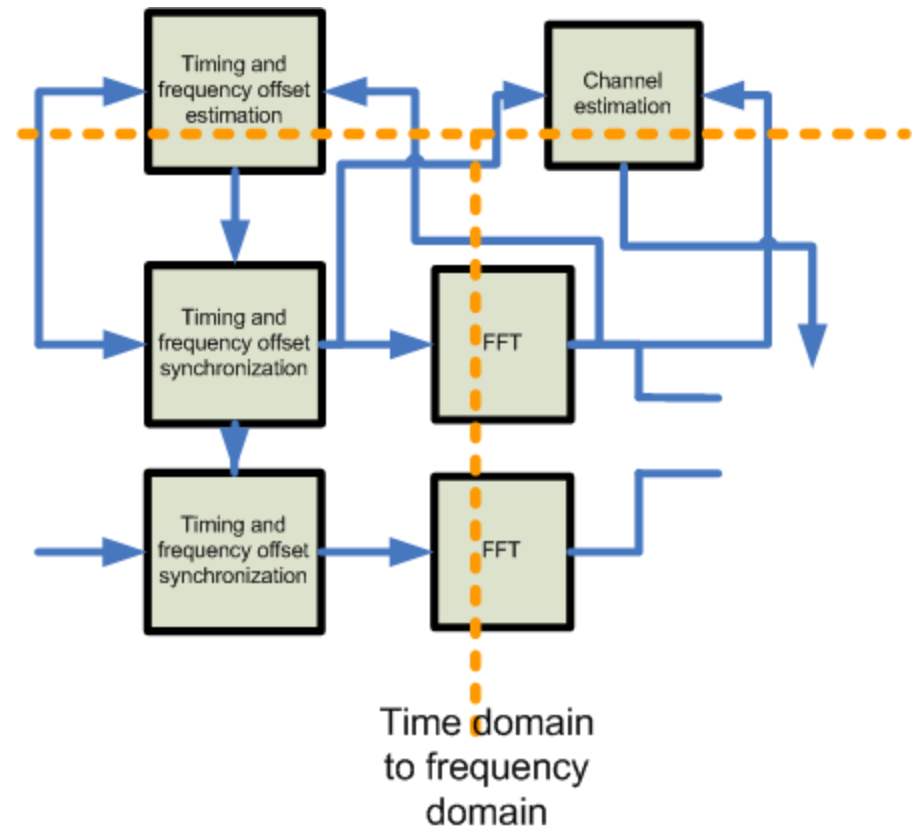 Timing and
frequency offset
estimation
Channel
estimation
Timing and
frequency offset
synchronization
FFT
Timing and
frequency offset
synchronization
FFT
Time domain
to frequency
domain